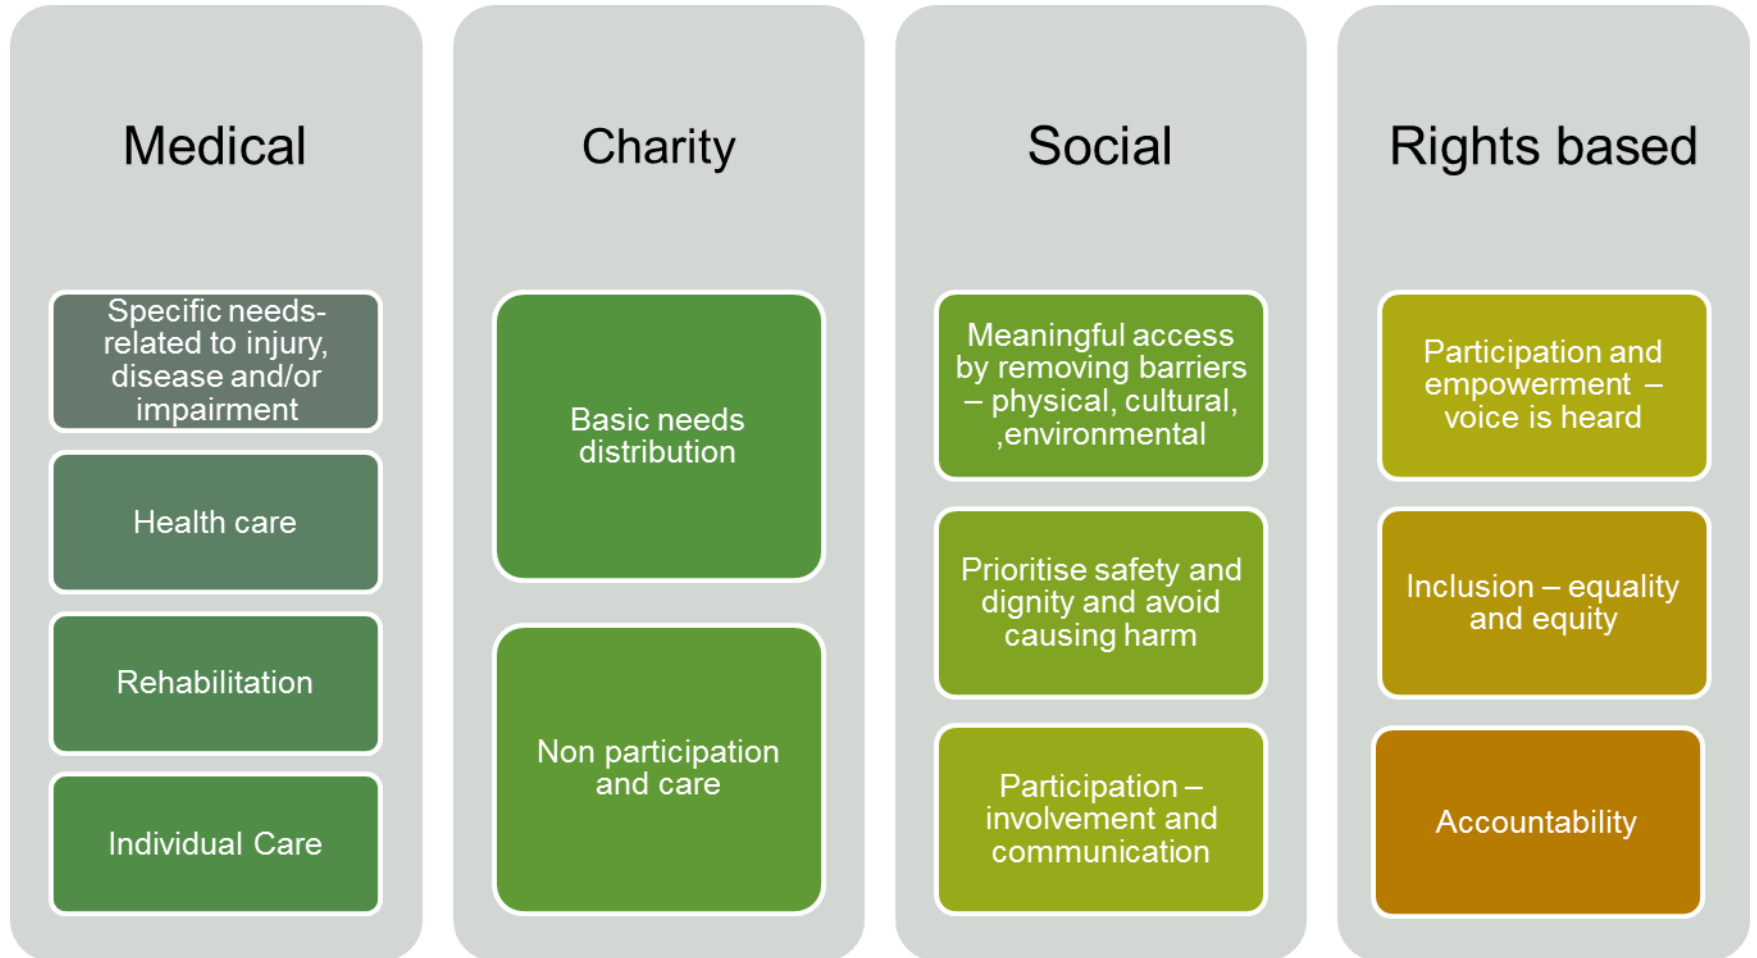 Medical
Specific needs-
related to injury,
disease and/or
impairment
Health care
Rehabilitation
Individual Care
Charity
Basic needs
distribution
Non participation
and care
Social
Meaningful access
by removing barriers
– physical, cultural,
,environmental
Prioritise safety and
dignity and avoid
causing harm
Participation –
involvement and
communication
Rights based
Participation and
empowerment –
voice is heard
Inclusion – equality
and equity
Accountability